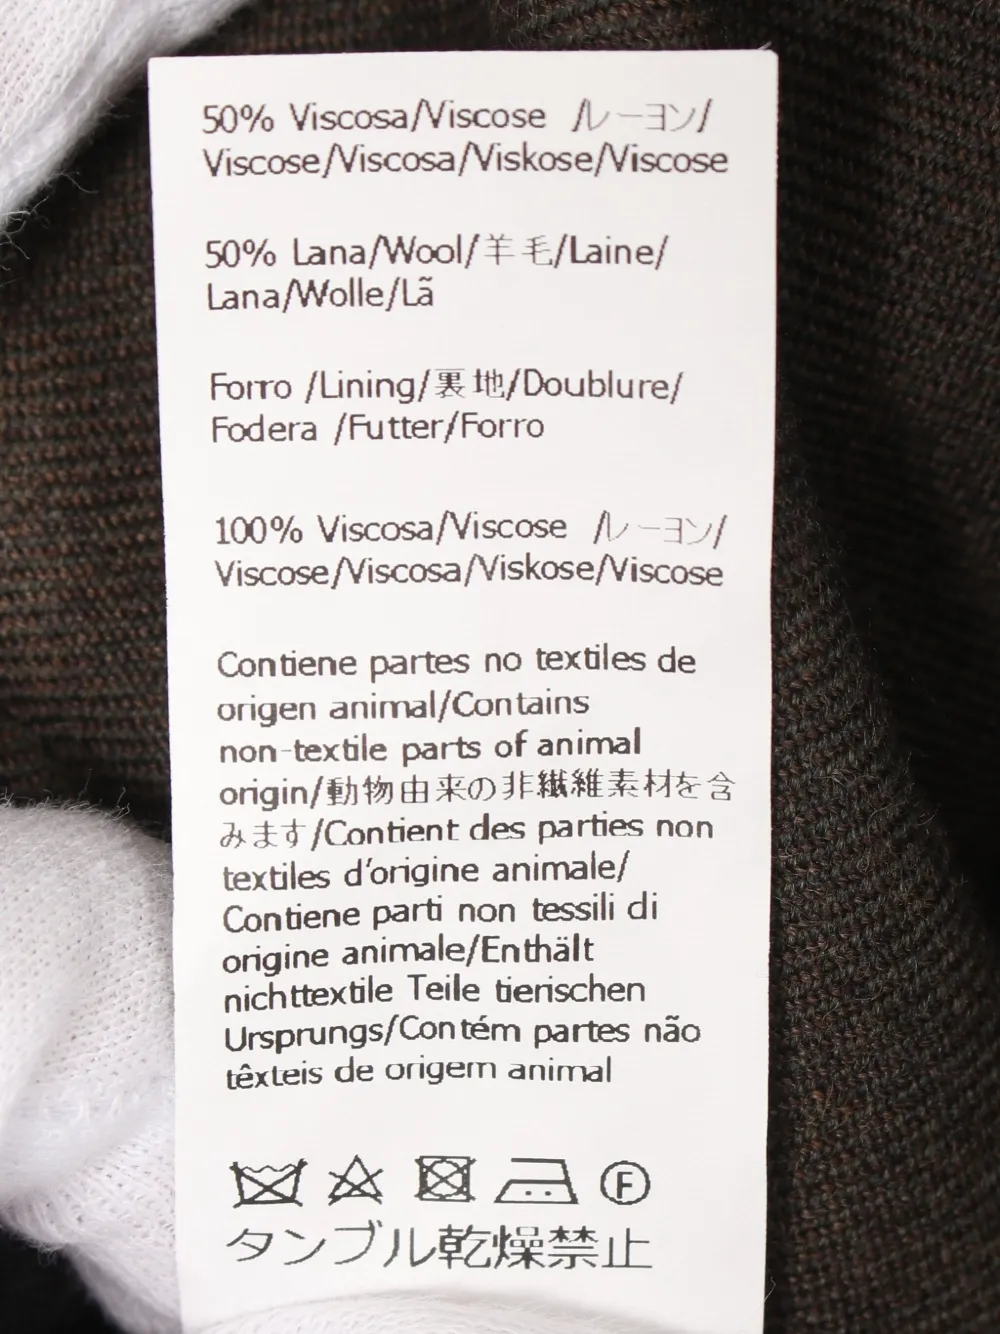 50% Viscosa/Viscose /レーヨン/
Viscose/Viscosa/Viskose/Viscose
50% Lana/Wool/羊毛/Laine/
Lana/Wolle/Lã
Forro /Lining/裏地/Doublure/
Fodera /Futter/Forro
100% Viscosa/Viscose /レーヨン/
Viscose/Viscosa/Viskose/Viscose
Contiene partes no textiles de
origen animal/Contains
non-textile parts of animal
origin/動物由来の非繊維素材を含
みます/Contient des parties non
textiles d'origine animale/
Contiene parti non tessili di
origine animale/Enthält
nichttextile Teile tierischen
Ursprungs/Contém partes não
têxteis de origem animal
F
タンブル乾燥禁止